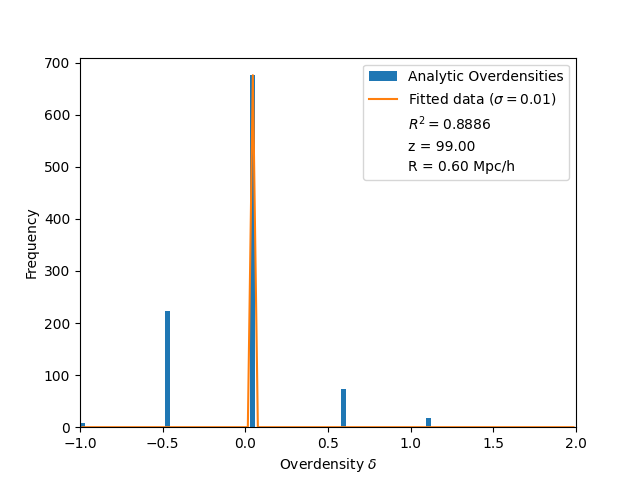 700
600
500
400
300
200
100
0
Frequency
−1.0 −0.5 0.0 0.5 1.0 1.5 2.0
Overdensity δ
Analytic Overdensities
Fitted data (σ = 0.01)
R² = 0.8886
z = 99.00
R = 0.60 Mpc/h